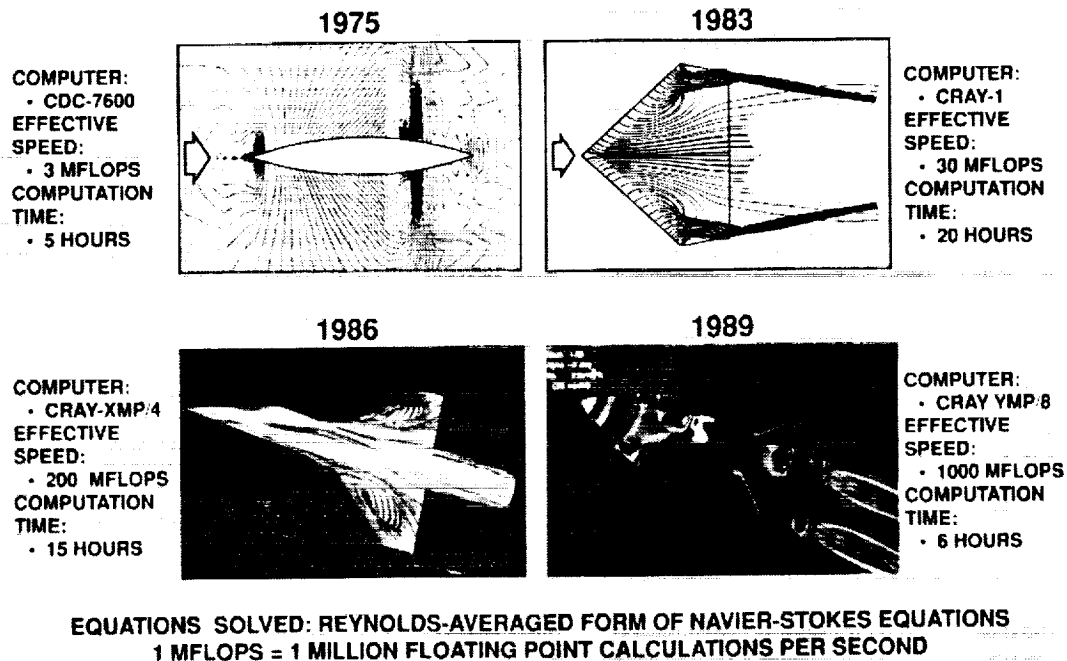 1975
COMPUTER:
· CDC-7600
EFFECTIVE
SPEED:
· 3 MFLOPS
COMPUTATION
TIME:
· 5 HOURS
1983
COMPUTER:
· CRAY-1
EFFECTIVE
SPEED:
· 30 MFLOPS
COMPUTATION
TIME:
· 20 HOURS
1986
COMPUTER:
· CRAY-XMP/4
EFFECTIVE
SPEED:
· 200 MFLOPS
COMPUTATION
TIME:
· 15 HOURS
1989
COMPUTER:
· CRAY YMP/8
EFFECTIVE
SPEED:
· 1000 MFLOPS
COMPUTATION
TIME:
· 6 HOURS
EQUATIONS SOLVED: REYNOLDS-AVERAGED FORM OF NAVIER-STOKES EQUATIONS
1 MFLOPS = 1 MILLION FLOATING POINT CALCULATIONS PER SECOND